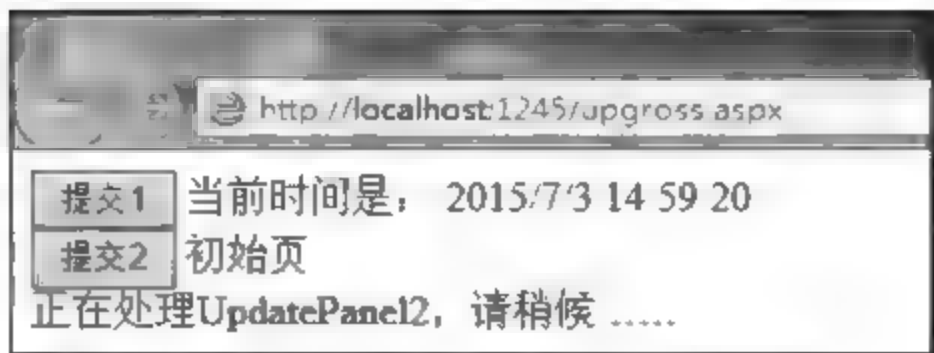 http://localhost:1245/upgross.aspx
提交1 当前时间是： 2015/7/3 14 59 20
提交2 初始页
正在处理UpdatePanel2，请稍候 .....